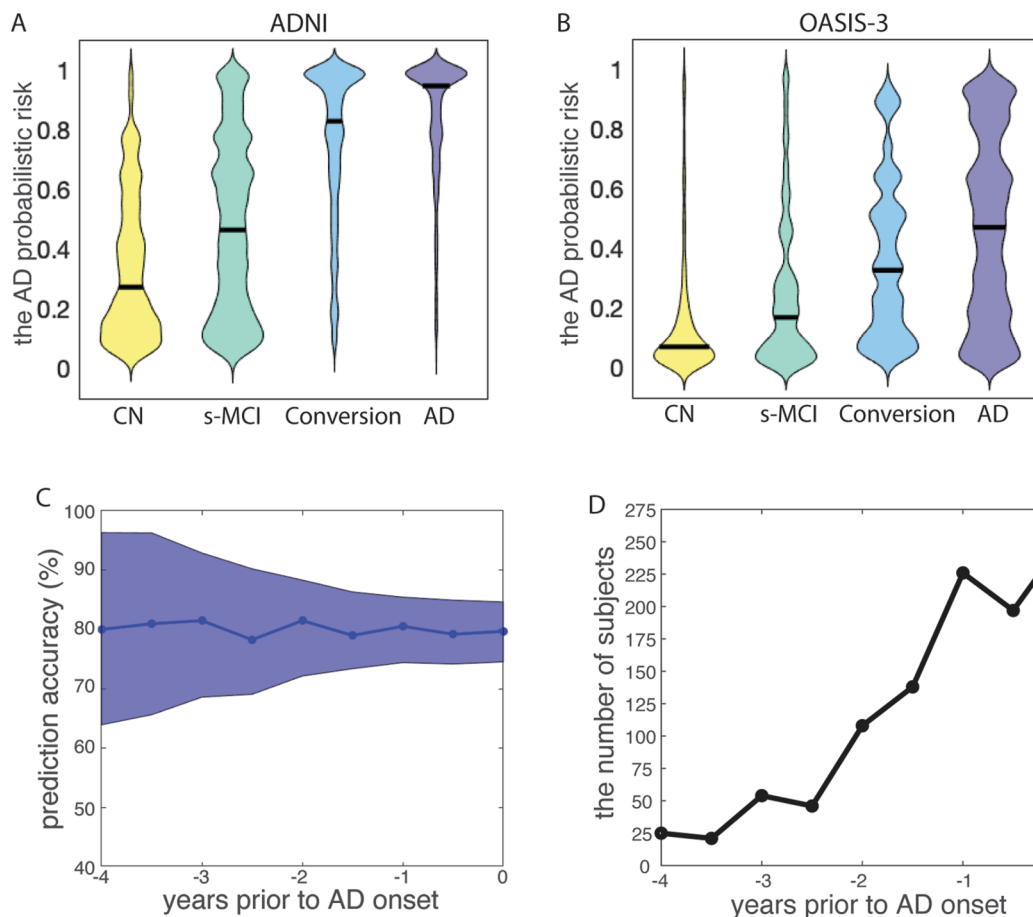 A
ADNI
the AD probabilistic risk
1
0.8
0.6
0.4
0.2
0
CN
s-MCI
Conversion
AD
B
OASIS-3
the AD probabilistic risk
1
0.8
0.6
0.4
0.2
0
CN
s-MCI
Conversion
AD
C
prediction accuracy (%)
100
90
80
70
60
50
40
-4
-3
-2
-1
0
years prior to AD onset
D
the number of subjects
275
250
225
200
175
150
125
100
75
50
25
0
-4
-3
-2
-1
years prior to AD onset